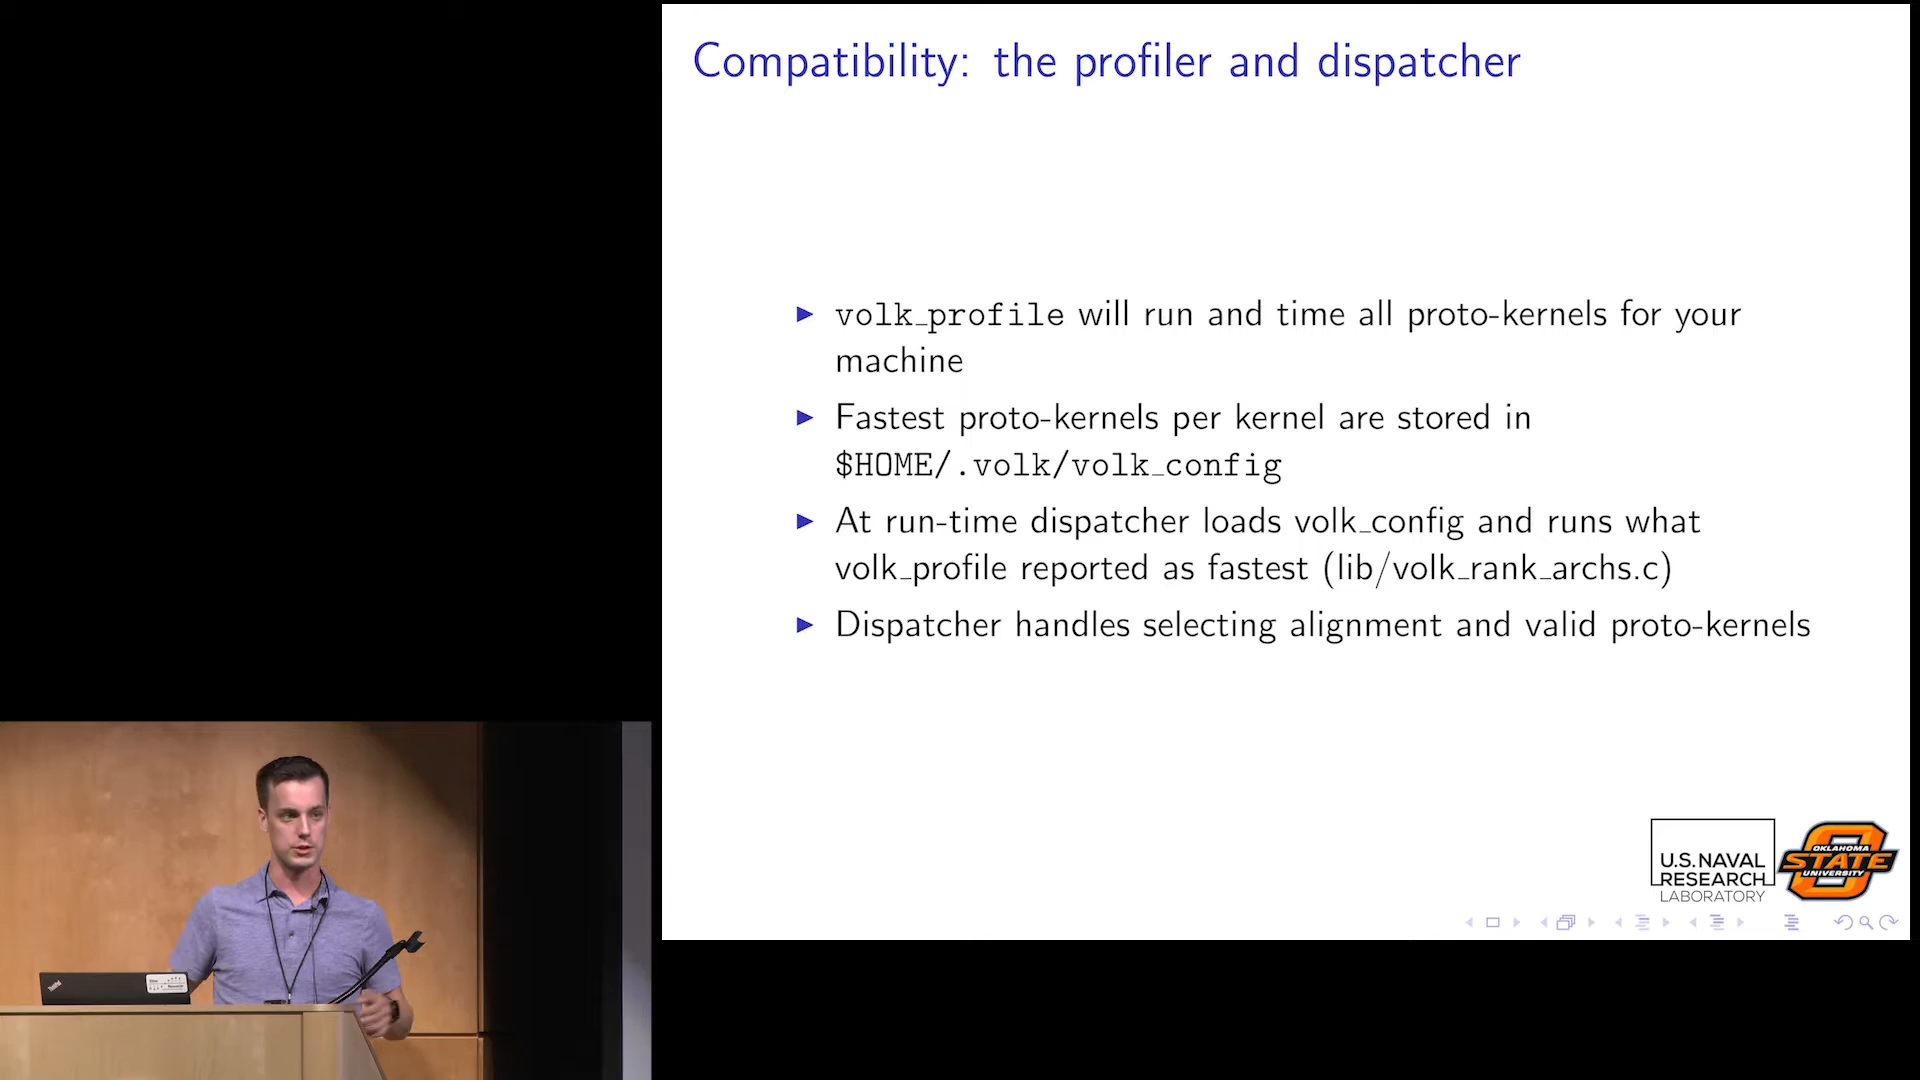 Compatibility: the profiler and dispatcher
▶ volk_profile will run and time all proto-kernels for your
machine
▶ Fastest proto-kernels per kernel are stored in
$HOME/.volk/volk_config
▶ At run-time dispatcher loads volk_config and runs what
volk_profile reported as fastest (lib/volk_rank_archs.c)
▶ Dispatcher handles selecting alignment and valid proto-kernels
U.S. NAVAL
RESEARCH
LABORATORY
OKLAHOMA
STATE
UNIVERSITY